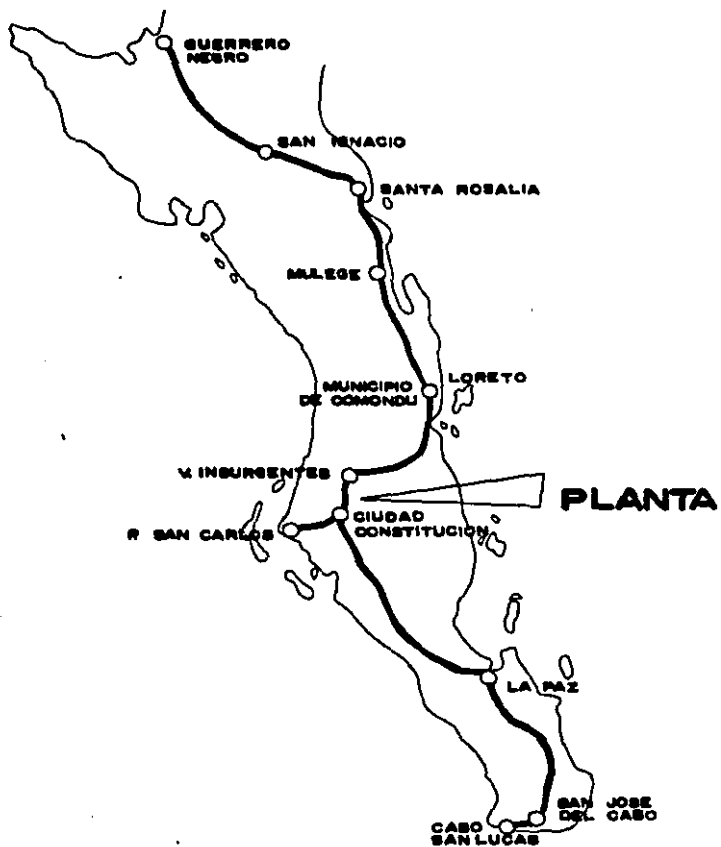 GUERRERO
NEGRO
SAN IGNACIO
SANTA ROSALIA
MULEGE
LORETO
MUNICIPIO
DE COMONDU
V. INSURGENTES
PLANTA
CIUDAD
CONSTITUCION
P. SAN CARLOS
LA PAZ
SAN JOSE
DEL CABO
CABO
SAN LUCAS